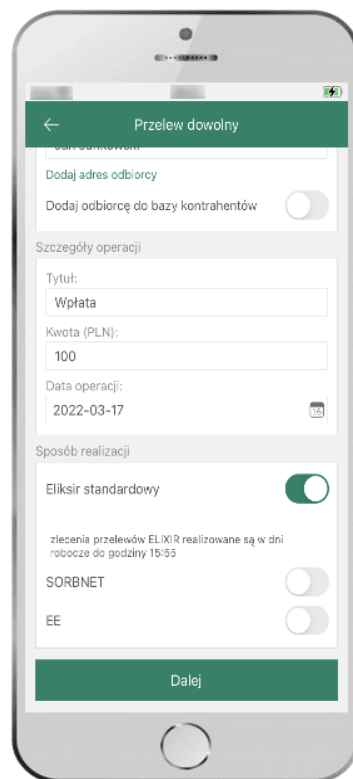 Przelew dowolny
Dodaj adres odbiorcy
Dodaj odbiorcę do bazy kontrahentów
Szczegóły operacji
Tytuł:
Wpłata
Kwota (PLN):
100
Data operacji:
2022-03-17
16
Sposób realizacji
Eliksir standardowy
zlecenia przelewów ELIXIR realizowane są w dni
robocze do godziny 15:55
SORBNET
EE
Dalej